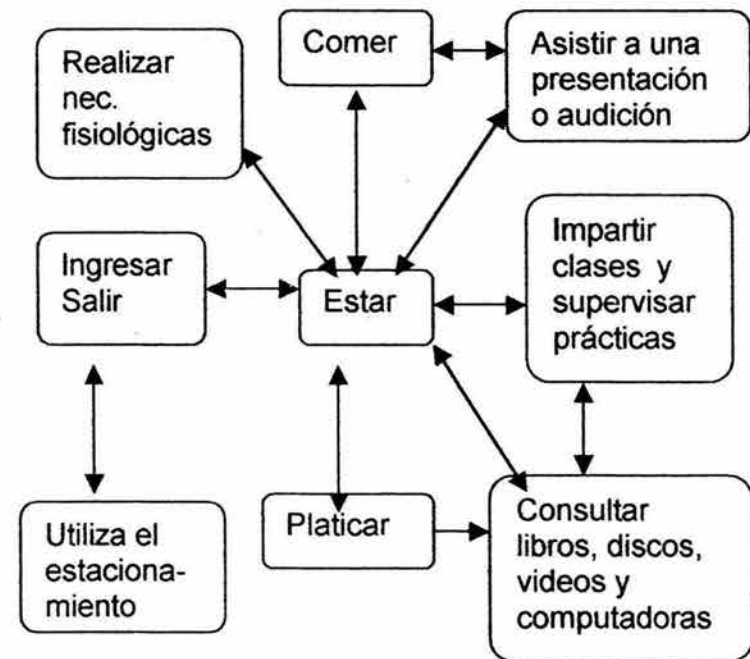 Realizar
nec.
fisiológicas
Comer
Asistir a una
presentación
o audición
Ingresar
Salir
Estar
Impartir
clases y
supervisar
prácticas
Utiliza el
estaciona-
miento
Platicar
Consultar
libros, discos,
videos y
computadoras